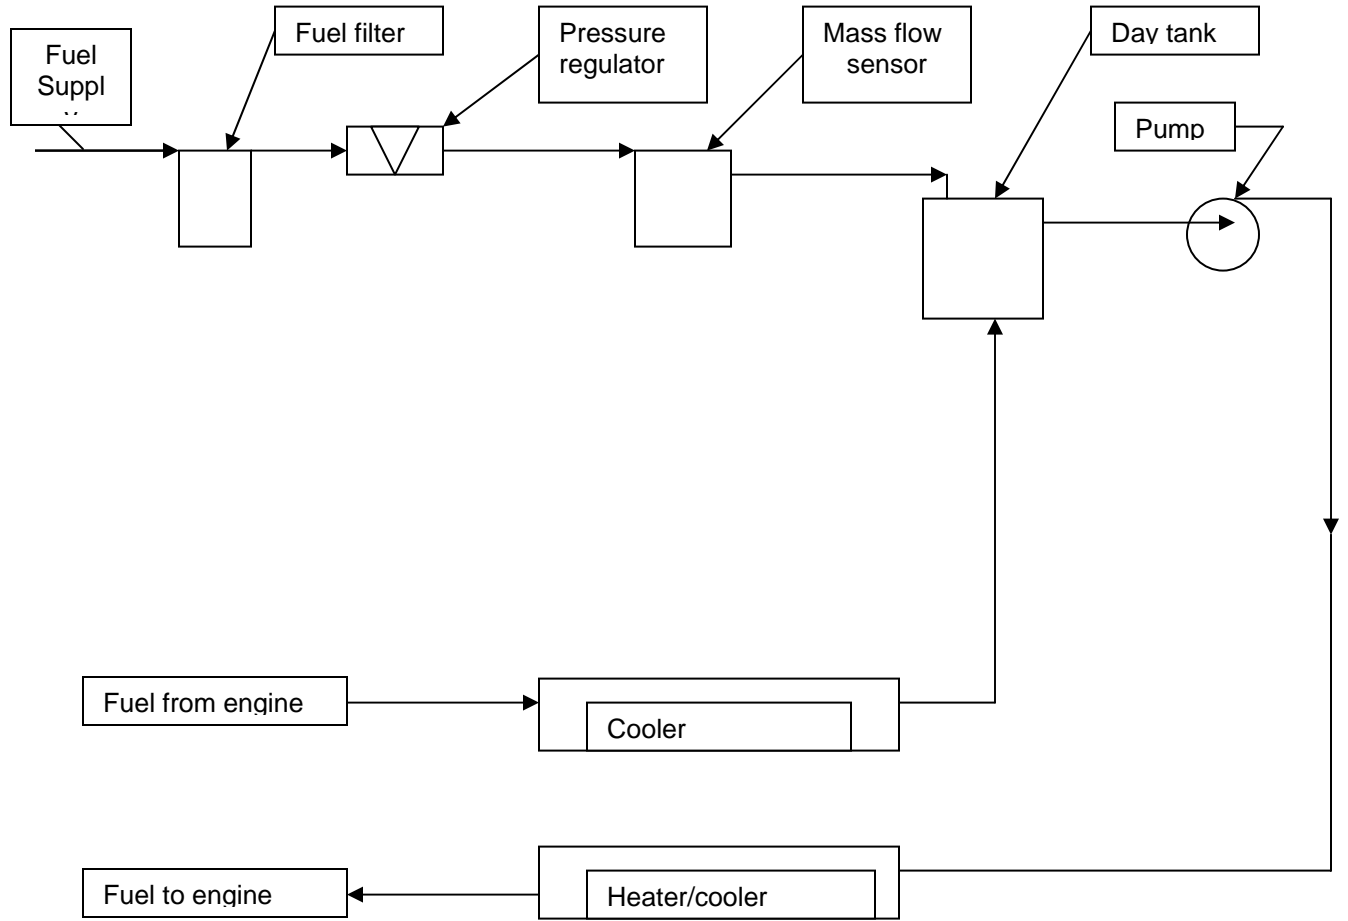 Fuel
Suppl
y
Fuel filter
Pressure
regulator
Mass flow
sensor
Day tank
Pump
Fuel from engine
Cooler
Fuel to engine
Heater/cooler